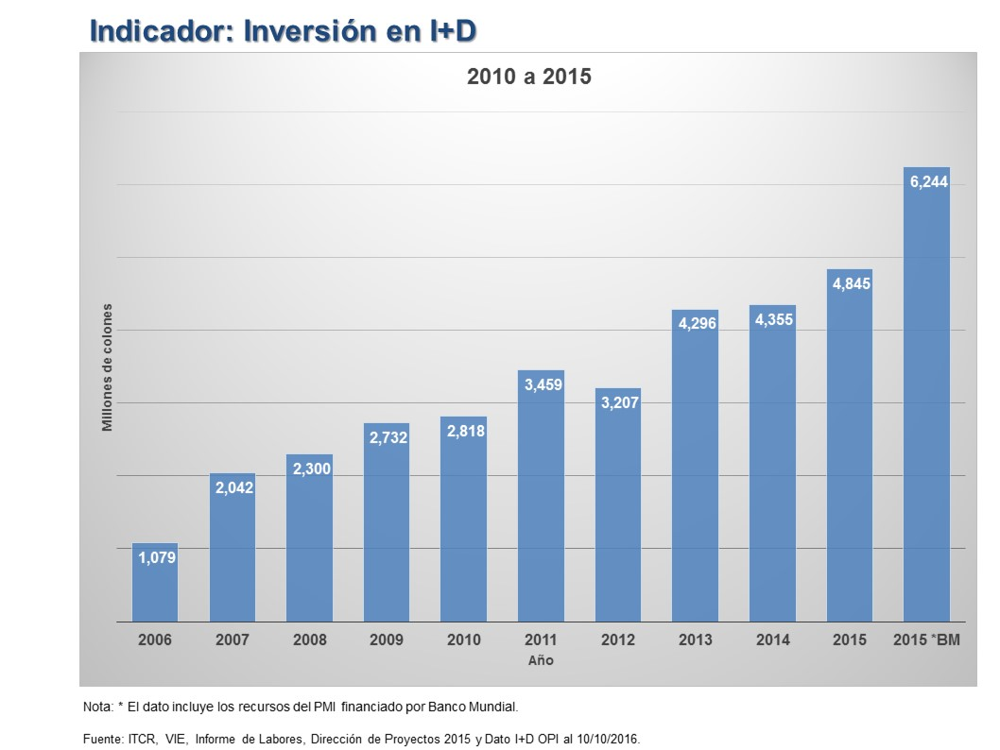 Indicador: Inversión en I+D
2010 a 2015
Millones de colones
6,244
4,845
4,355
4,296
3,459
3,207
2,818
2,732
2,300
2,042
1,079
2006 2007 2008 2009 2010 2011 2012 2013 2014 2015 2015 *BM
Año
Nota: * El dato incluye los recursos del PMI financiado por Banco Mundial.
Fuente: ITCR, VIE, Informe de Labores, Dirección de Proyectos 2015 y Dato I+D OPI al 10/10/2016.